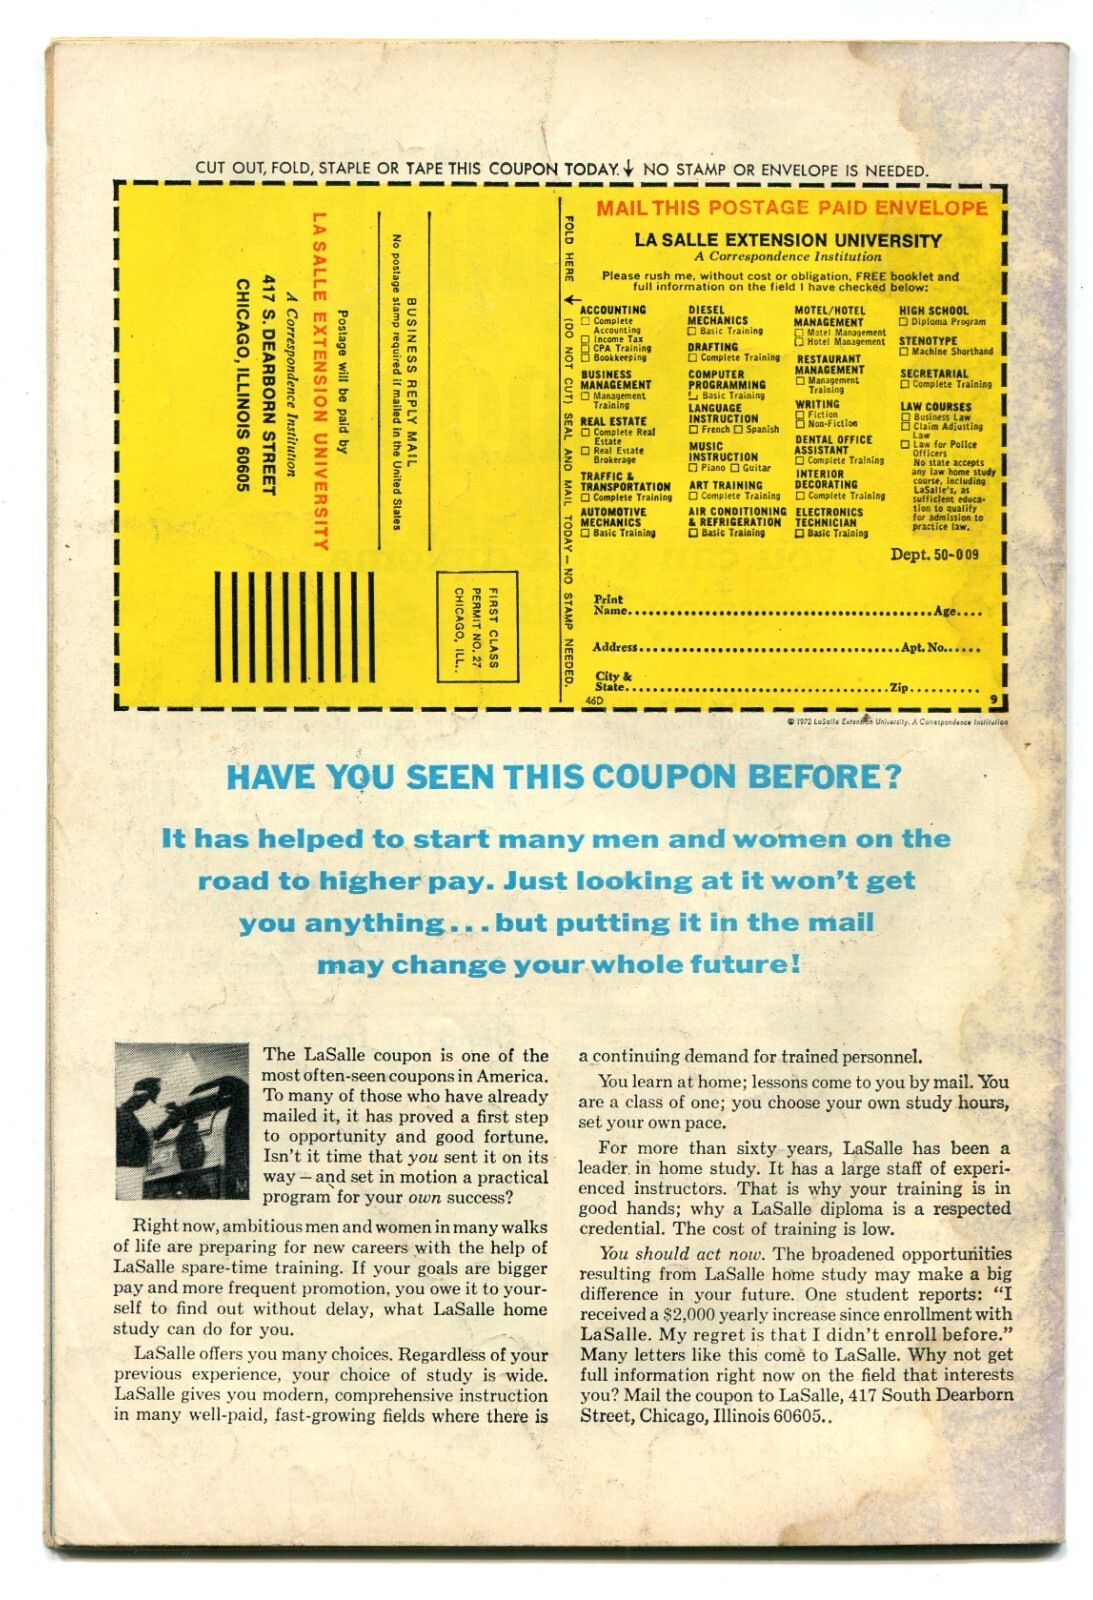 CUT OUT, FOLD, STAPLE OR TAPE THIS COUPON TODAY. ↓ NO STAMP OR ENVELOPE IS NEEDED.
Postage will be paid by
LA SALLE EXTENSION UNIVERSITY
A Correspondence Institution
417 S. DEARBORN STREET
CHICAGO, ILLINOIS 60605
BUSINESS REPLY MAIL
No postage stamp required if mailed in the United States
FIRST CLASS
PERMIT NO. 27
CHICAGO, ILL..
FOLD HERE → (DO NOT CUT) SEAL AND MAIL TODAY — NO STAMP NEEDED.
MAIL THIS POSTAGE PAID ENVELOPE
LA SALLE EXTENSION UNIVERSITY
A Correspondence Institution
Please rush me, without cost or obligation, FREE booklet and
full information on the field I have checked below:
ACCOUNTING
☐ Complete
Accounting
☐ Income Tax
☐ CPA Training
☐ Bookkeeping
BUSINESS
MANAGEMENT
☐ Management
Training
REAL ESTATE
☐ Complete Real
Estate
☐ Real Estate
Brokerage
TRAFFIC &
TRANSPORTATION
☐ Complete Training
AUTOMOTIVE
MECHANICS
☐ Basic Training
DIESEL
MECHANICS
☐ Basic Training
DRAFTING
☐ Complete Training
COMPUTER
PROGRAMMING
☐ Basic Training
LANGUAGE
INSTRUCTION
☐ French ☐ Spanish
MUSIC
INSTRUCTION
☐ Piano ☐ Guitar
ART TRAINING
☐ Complete Training
AIR CONDITIONING
& REFRIGERATION
☐ Basic Training
MOTEL/HOTEL
MANAGEMENT
☐ Motel Management
☐ Hotel Management
RESTAURANT
MANAGEMENT
☐ Management
Training
WRITING
☐ Fiction
☐ Non-Fiction
DENTAL OFFICE
ASSISTANT
☐ Complete Training
INTERIOR
DECORATING
☐ Complete Training
ELECTRONICS
TECHNICIAN
☐ Basic Training
HIGH SCHOOL
☐ Diploma Program
STENOTYPE
☐ Machine Shorthand
SECRETARIAL
☐ Complete Training
LAW COURSES
☐ Business Law
☐ Claim Adjusting
Law
☐ Law for Police
Officers
No state accepts
any law home study
course, including
LaSalle's, as
sufficient educa-
tion to qualify
for admission to
practice law.
Dept. 50-009
Print
Name..........Age....
Address..........Apt. No......
City &
State..........Zip..........
46D 9
© 1972 LaSalle Extension University. A Correspondence Institution
HAVE YOU SEEN THIS COUPON BEFORE?
It has helped to start many men and women on the
road to higher pay. Just looking at it won't get
you anything...but putting it in the mail
may change your whole future!
The LaSalle coupon is one of the
most often-seen coupons in America.
To many of those who have already
mailed it, it has proved a first step
to opportunity and good fortune.
Isn't it time that you sent it on its
way – and set in motion a practical
program for your own success?
Right now, ambitious men and women in many walks
of life are preparing for new careers with the help of
LaSalle spare-time training. If your goals are bigger
pay and more frequent promotion, you owe it to your-
self to find out without delay, what LaSalle home
study can do for you.
LaSalle offers you many choices. Regardless of your
previous experience, your choice of study is wide.
LaSalle gives you modern, comprehensive instruction
in many well-paid, fast-growing fields where there is
a continuing demand for trained personnel.
You learn at home; lessons come to you by mail. You
are a class of one; you choose your own study hours,
set your own pace.
For more than sixty years, LaSalle has been a
leader in home study. It has a large staff of experi-
enced instructors. That is why your training is in
good hands; why a LaSalle diploma is a respected
credential. The cost of training is low.
You should act now. The broadened opportunities
resulting from LaSalle home study may make a big
difference in your future. One student reports: "I
received a $2,000 yearly increase since enrollment with
LaSalle. My regret is that I didn't enroll before."
Many letters like this come to LaSalle. Why not get
full information right now on the field that interests
you? Mail the coupon to LaSalle, 417 South Dearborn
Street, Chicago, Illinois 60605..